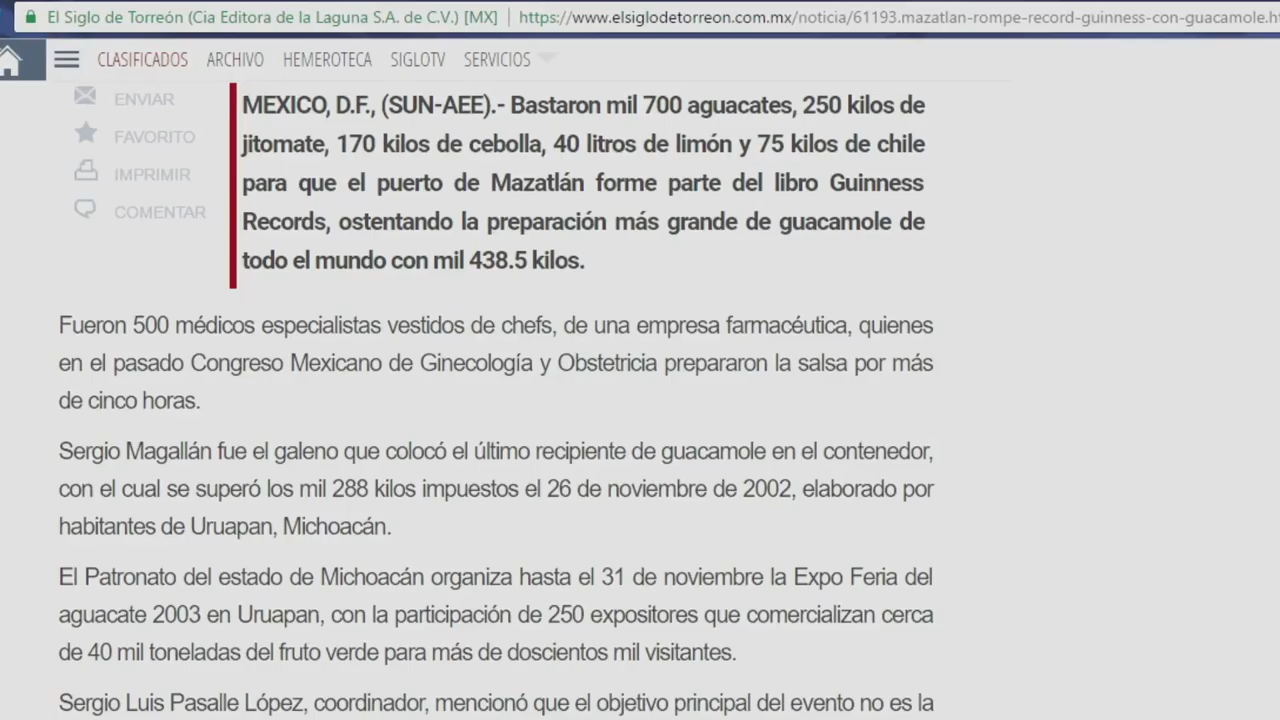 El Siglo de Torreón (Cia Editora de la Laguna S.A. de C.V.) [MX] https://www.elsiglodetorreon.com.mx/noticia/61193.mazatlan-rompe-record-guinness-con-guacamole.h
CLASIFICADOS ARCHIVO HEMEROTECA SIGLOTV SERVICIOS
ENVIAR
FAVORITO
IMPRIMIR
COMENTAR
MEXICO, D.F., (SUN-AEE).- Bastaron mil 700 aguacates, 250 kilos de
jitomate, 170 kilos de cebolla, 40 litros de limón y 75 kilos de chile
para que el puerto de Mazatlán forme parte del libro Guinness
Records, ostentando la preparación más grande de guacamole de
todo el mundo con mil 438.5 kilos.
Fueron 500 médicos especialistas vestidos de chefs, de una empresa farmacéutica, quienes
en el pasado Congreso Mexicano de Ginecología y Obstetricia prepararon la salsa por más
de cinco horas.
Sergio Magallán fue el galeno que colocó el último recipiente de guacamole en el contenedor,
con el cual se superó los mil 288 kilos impuestos el 26 de noviembre de 2002, elaborado por
habitantes de Uruapan, Michoacán.
El Patronato del estado de Michoacán organiza hasta el 31 de noviembre la Expo Feria del
aguacate 2003 en Uruapan, con la participación de 250 expositores que comercializan cerca
de 40 mil toneladas del fruto verde para más de doscientos mil visitantes.
Sergio Luis Pasalle López, coordinador, mencionó que el objetivo principal del evento no es la